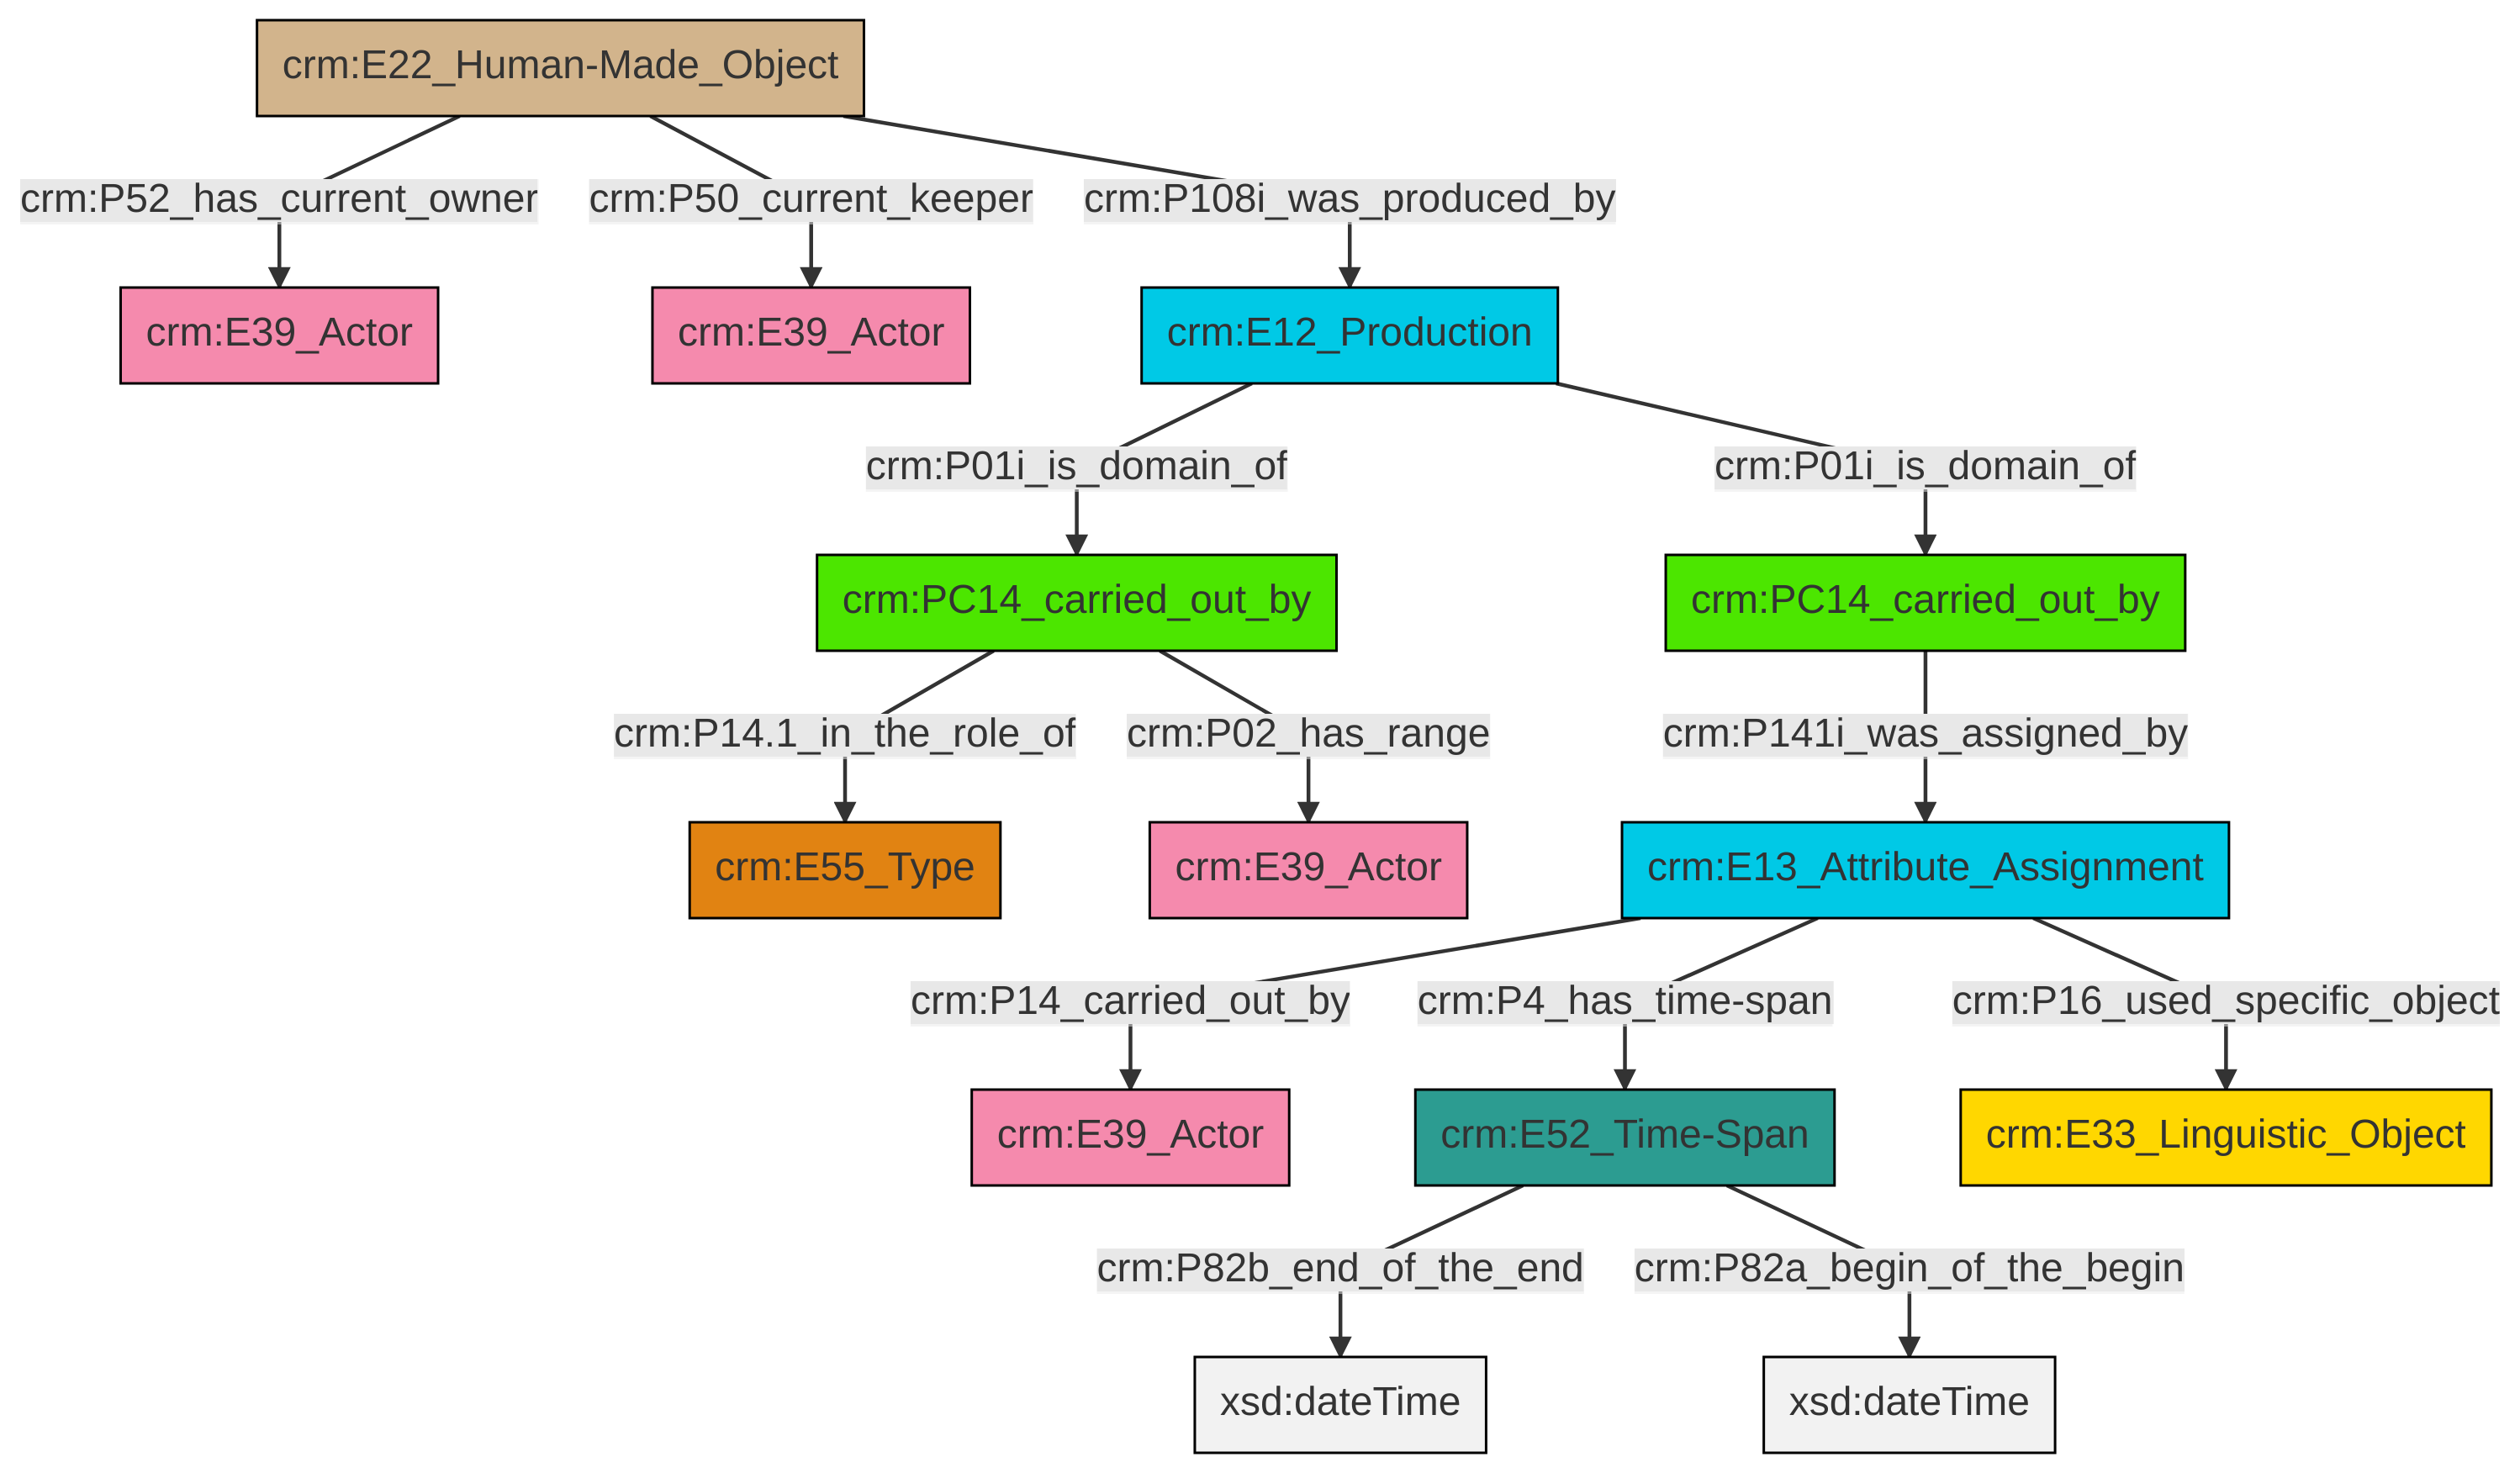 crm:E22_Human-Made_Object
crm:P52_has_current_owner
crm:P50_current_keeper
crm:P108i_was_produced_by
crm:E39_Actor
crm:E39_Actor
crm:E12_Production
crm:P01i_is_domain_of
crm:P01i_is_domain_of
crm:PC14_carried_out_by
crm:PC14_carried_out_by
crm:P14.1_in_the_role_of
crm:P02_has_range
crm:P141i_was_assigned_by
crm:E55_Type
crm:E39_Actor
crm:E13_Attribute_Assignment
crm:P14_carried_out_by
crm:P4_has_time-span
crm:P16_used_specific_object
crm:E39_Actor
crm:E52_Time-Span
crm:E33_Linguistic_Object
crm:P82b_end_of_the_end
crm:P82a_begin_of_the_begin
xsd:dateTime
xsd:dateTime